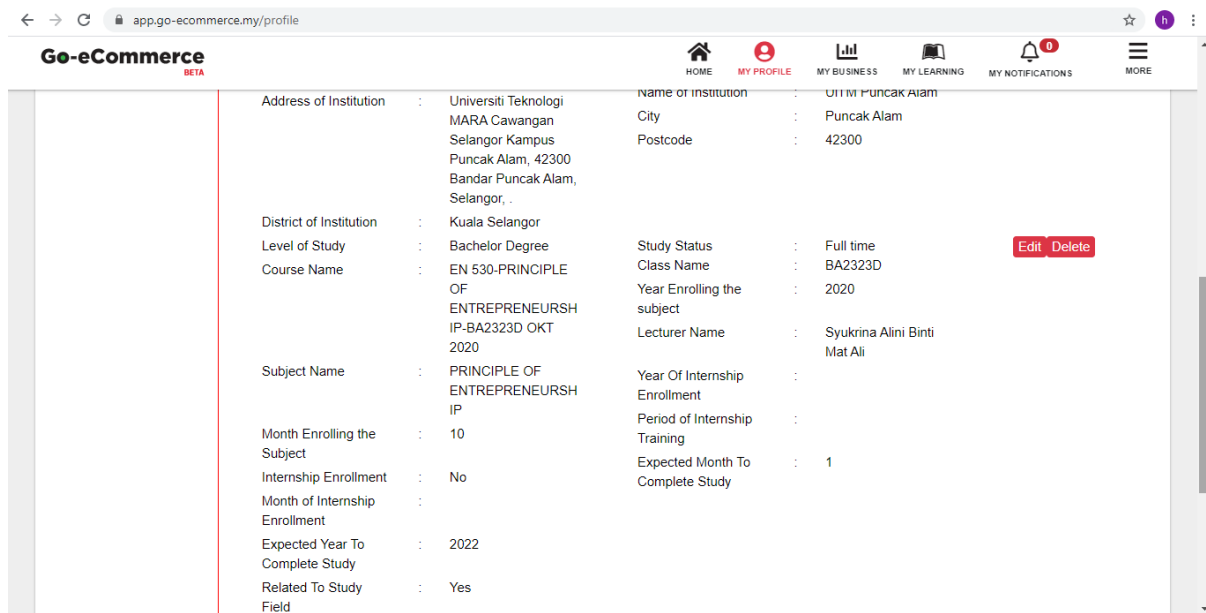 app.go-ecommerce.my/profile
h
Go-eCommerce
BETA
HOME
MY PROFILE
MY BUSINESS
MY LEARNING
0
MY NOTIFICATIONS
MORE
Address of Institution : Universiti Teknologi
MARA Cawangan
Selangor Kampus
Puncak Alam, 42300
Bandar Puncak Alam,
Selangor, .
District of Institution : Kuala Selangor
Level of Study : Bachelor Degree
Course Name : EN 530-PRINCIPLE
OF
ENTREPRENEURSH
IP-BA2323D OKT
2020
Subject Name : PRINCIPLE OF
ENTREPRENEURSH
IP
Month Enrolling the : 10
Subject
Internship Enrollment : No
Month of Internship :
Enrollment
Expected Year To : 2022
Complete Study
Related To Study : Yes
Field
Name of Institution : UITM Puncak Alam
City : Puncak Alam
Postcode : 42300
Study Status : Full time
Class Name : BA2323D
Year Enrolling the : 2020
subject
Lecturer Name : Syukrina Alini Binti
Mat Ali
Year Of Internship :
Enrollment
Period of Internship :
Training
Expected Month To : 1
Complete Study
Edit Delete